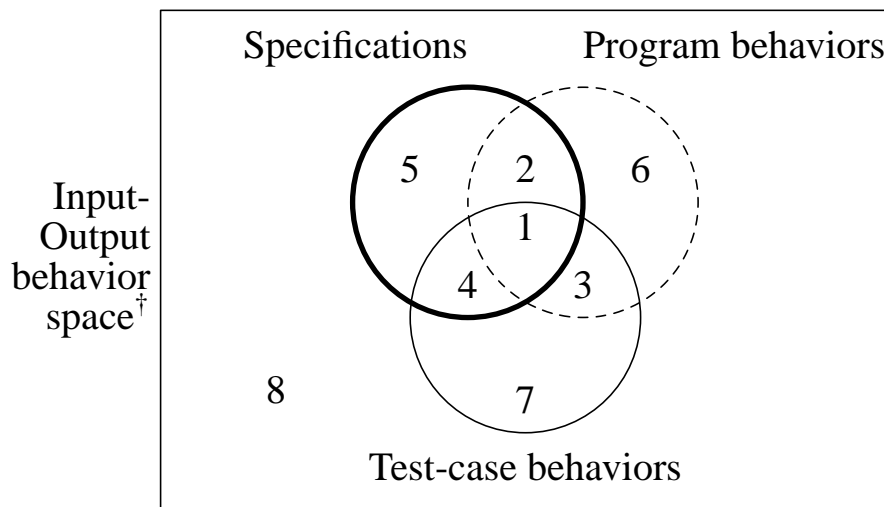 Specifications
Program behaviors
5
2
6
Input-
Output
behavior
space†
1
4
3
8
7
Test-case behaviors